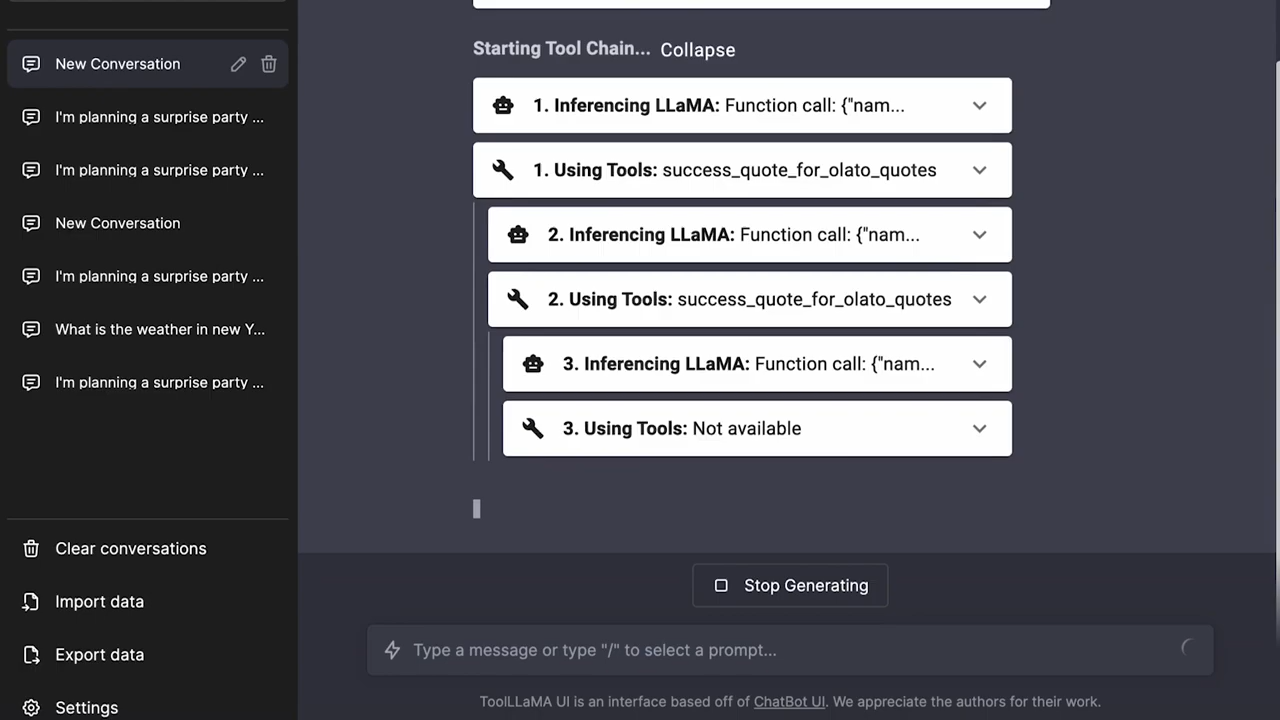 New Conversation
I'm planning a surprise party ...
I'm planning a surprise party ...
New Conversation
I'm planning a surprise party ...
What is the weather in new Y...
I'm planning a surprise party ...
Clear conversations
Import data
Export data
Settings
Starting Tool Chain... Collapse
1. Inferencing LLaMA: Function call: {"nam...
1. Using Tools: success_quote_for_olato_quotes
2. Inferencing LLaMA: Function call: {"nam...
2. Using Tools: success_quote_for_olato_quotes
3. Inferencing LLaMA: Function call: {"nam...
3. Using Tools: Not available
Stop Generating
Type a message or type "/" to select a prompt...
ToolLLaMA UI is an interface based off of ChatBot UI. We appreciate the authors for their work.